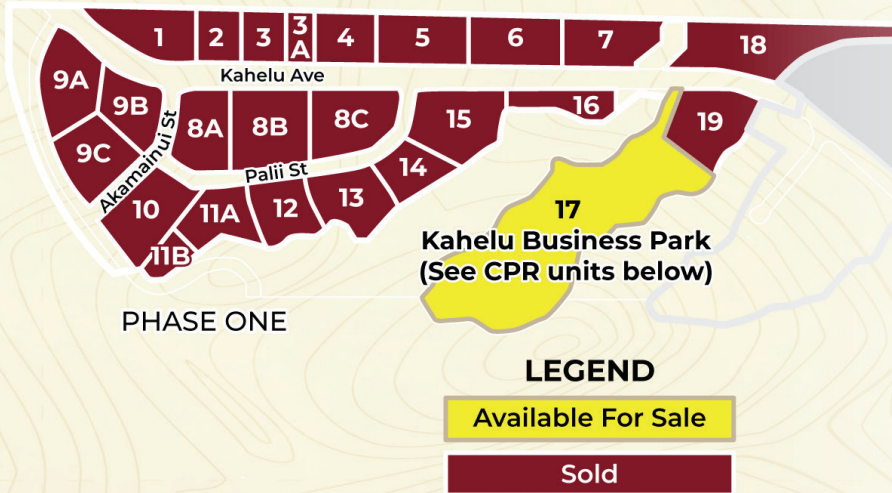 1
2
3
3
A
4
5
6
7
18
Kahelu Ave
9A
9B
9C
8A
8B
8C
15
16
19
Akamainui St
Palii St
14
13
12
11A
10
11B
17
Kahelu Business Park
(See CPR units below)
PHASE ONE
LEGEND
Available For Sale
Sold